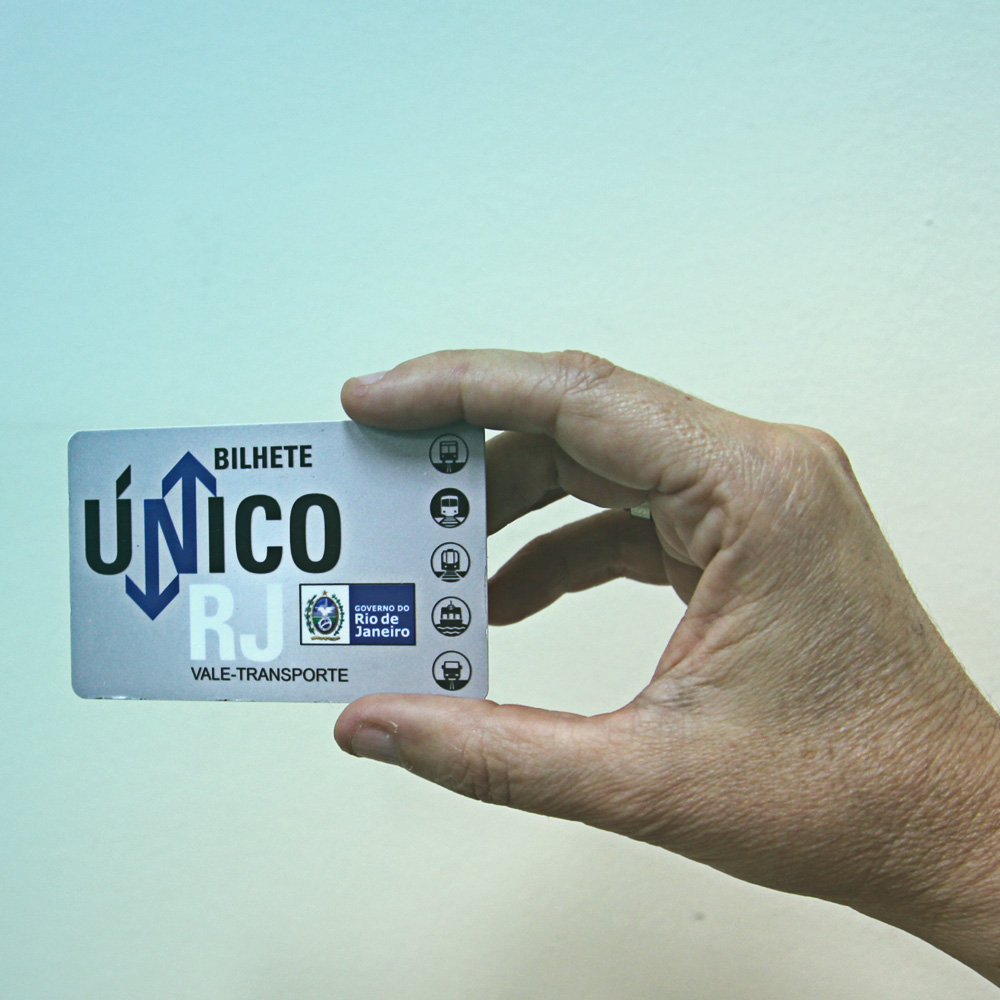 BILHETE
ÚNICO
RJ
GOVERNO DO
Rio de
Janeiro
VALE-TRANSPORTE